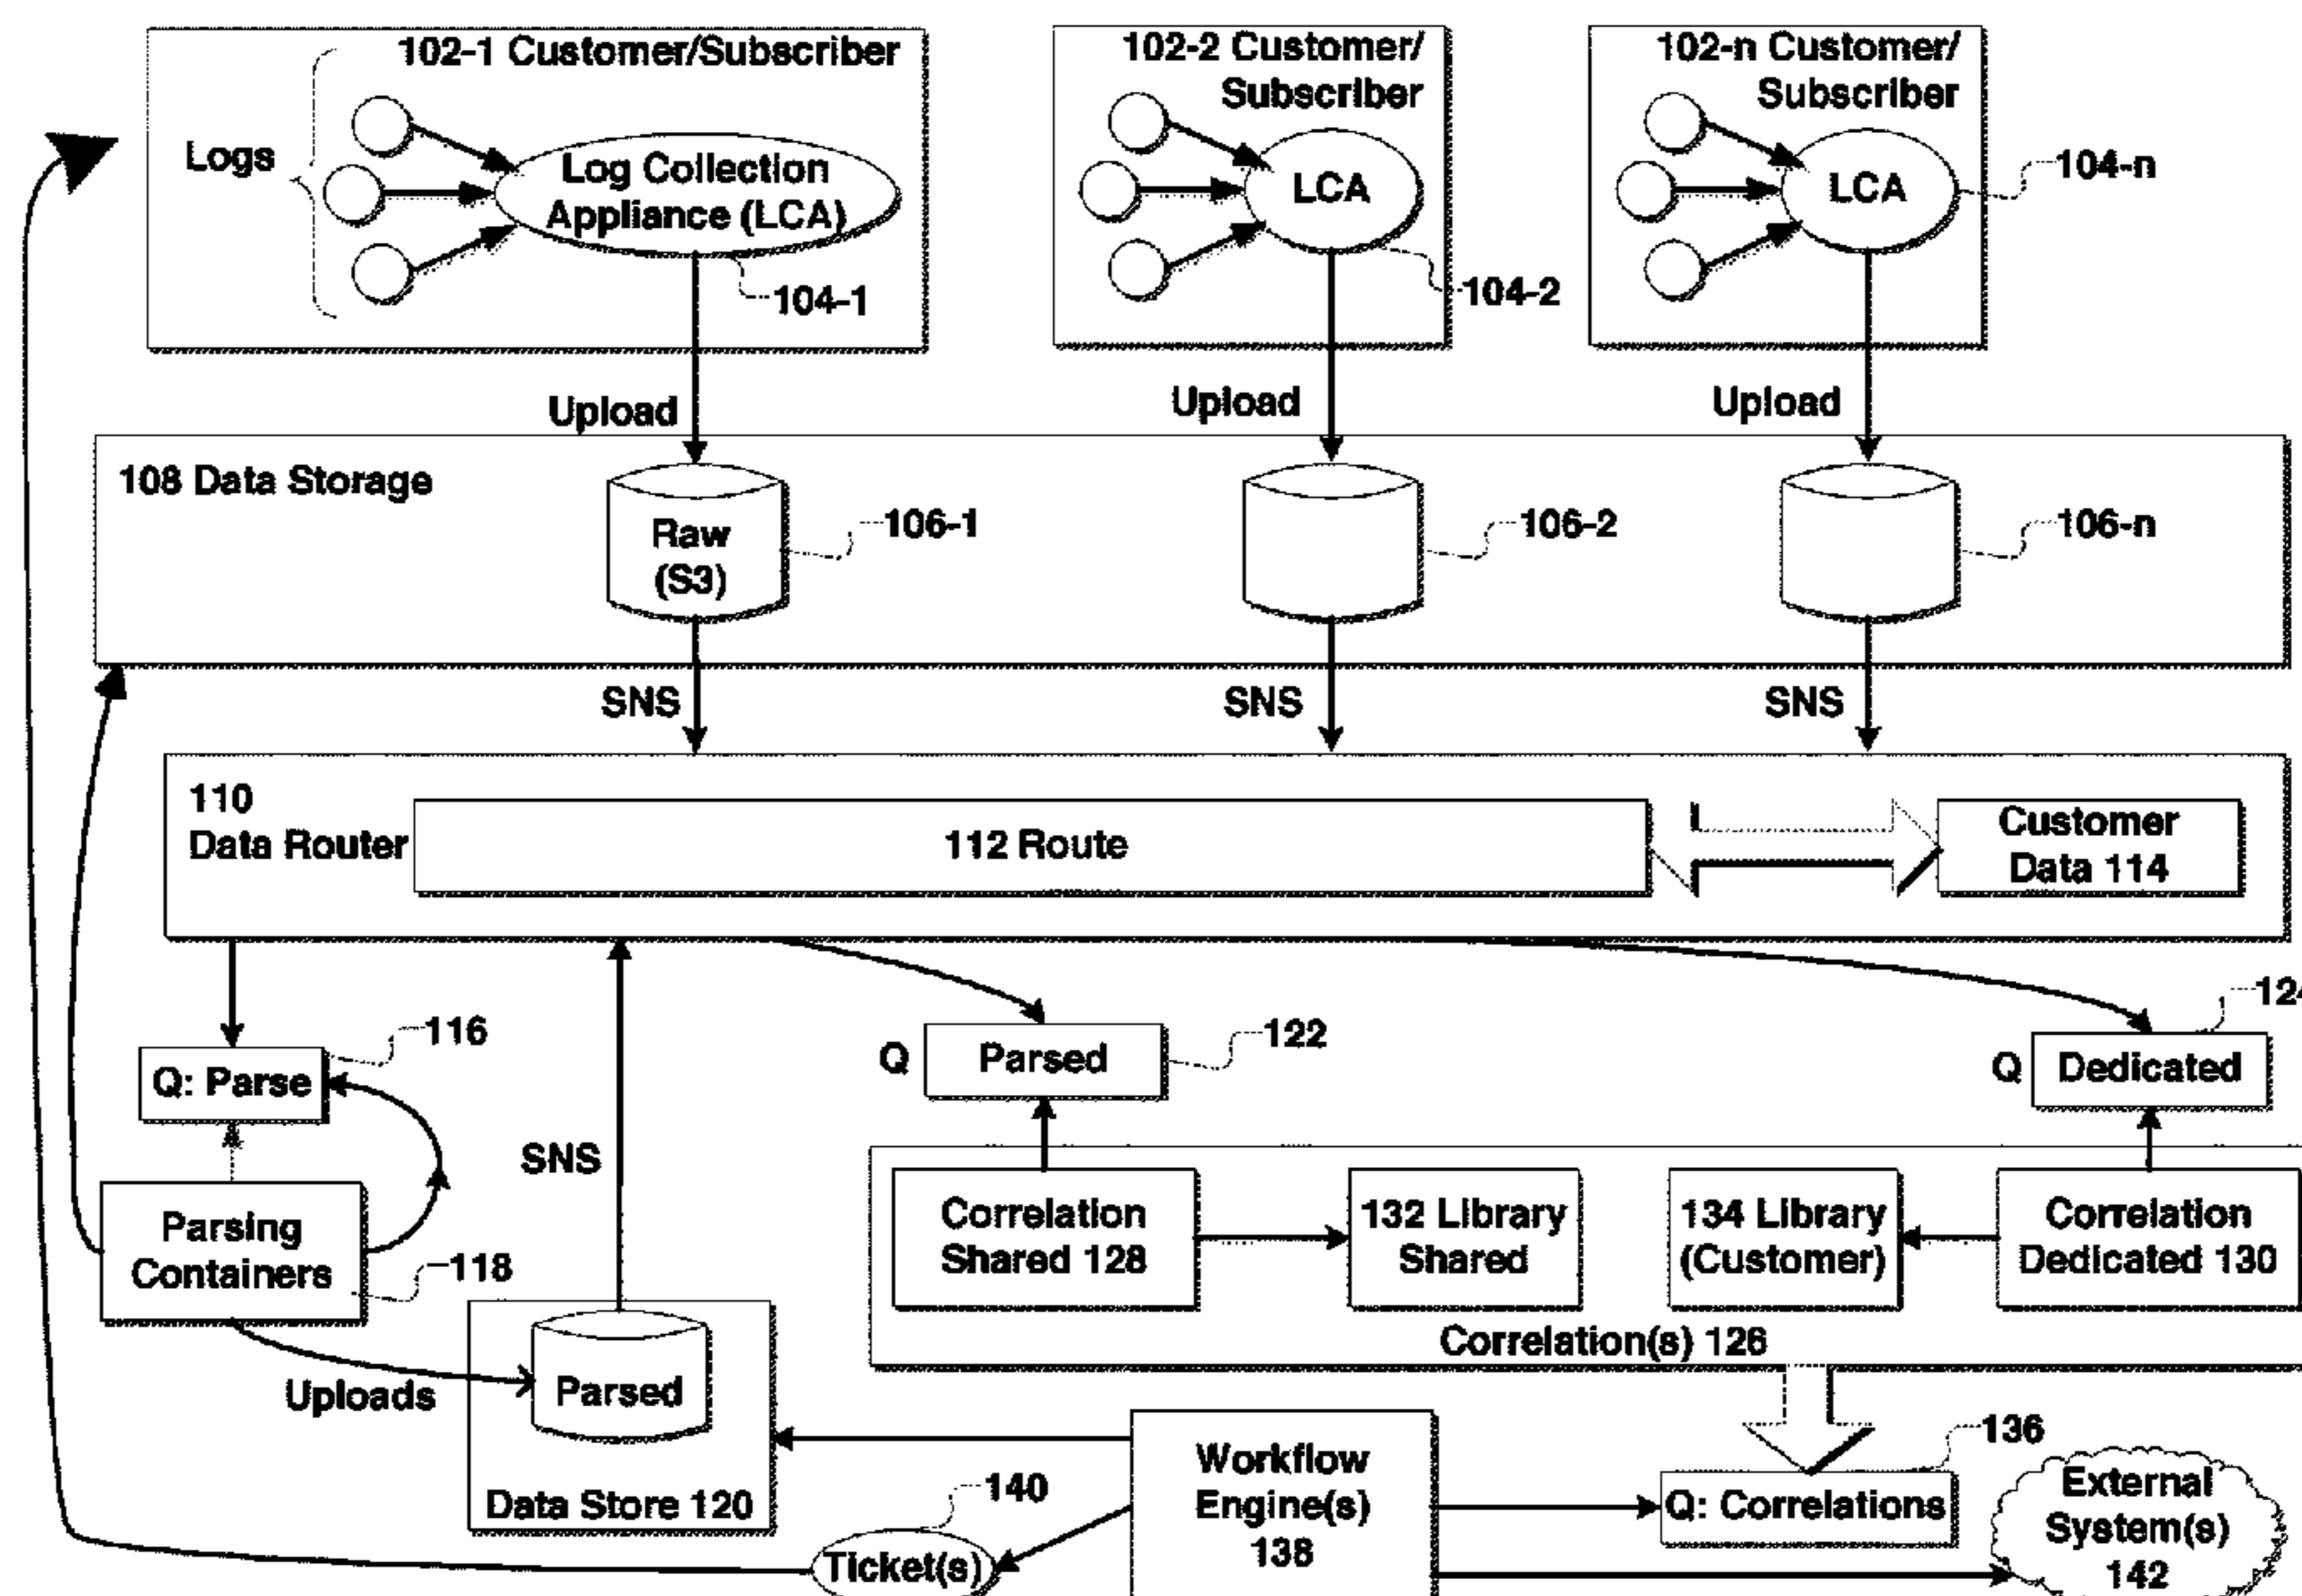 102-1 Customer/Subscriber
102-2 Customer/
Subscriber
102-n Customer/
Subscriber
Logs
Log Collection
Appliance (LCA)
LCA
LCA
104-n
104-1
104-2
Upload
Upload
Upload
108 Data Storage
Raw
(S3)
106-1
106-2
106-n
SNS
SNS
SNS
110
Data Router
112 Route
Customer
Data 114
116
122
124
Q: Parse
Q
Parsed
Q
Dedicated
SNS
Parsing
Containers
118
Correlation
Shared 128
132 Library
Shared
134 Library
(Customer)
Correlation
Dedicated 130
Correlation(s) 126
Uploads
Parsed
Data Store 120
140
Workflow
Engine(s)
138
136
Q: Correlations
External
System(s)
142
Ticket(s)